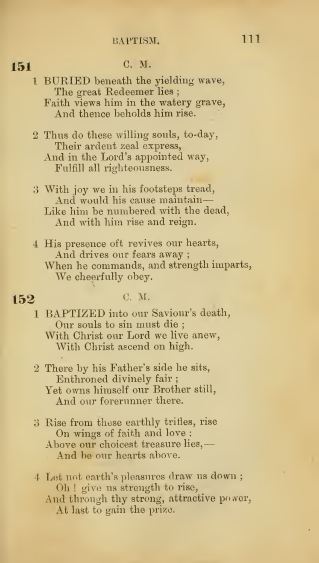 BAPTISM. 111
151 C. M.
1 BURIED beneath the yielding wave,
The great Redeemer lies ;
Faith views him in the watery grave,
And thence beholds him rise.
2 Thus do these willing souls, to-day,
Their ardent zeal express,
And in the Lord's appointed way,
Fulfill all righteousness.
3 With joy we in his footsteps tread,
And would his cause maintain—
Like him be numbered with the dead,
And with him rise and reign.
4 His presence oft revives our hearts,
And drives our fears away ;
When he commands, and strength imparts,
We cheerfully obey.
152 C. M.
1 BAPTIZED into our Saviour's death,
Our souls to sin must die ;
With Christ our Lord we live anew,
With Christ ascend on high.
2 There by his Father's side he sits,
Enthroned divinely fair ;
Yet owns himself our Brother still,
And our forerunner there.
3 Rise from these earthly trifles, rise
On wings of faith and love ;
Above our choicest treasure lies,—
And be our hearts above.
4 Let not earth's pleasures draw us down ;
Oh ! give us strength to rise,
And through thy strong, attractive power,
At last to gain the prize.